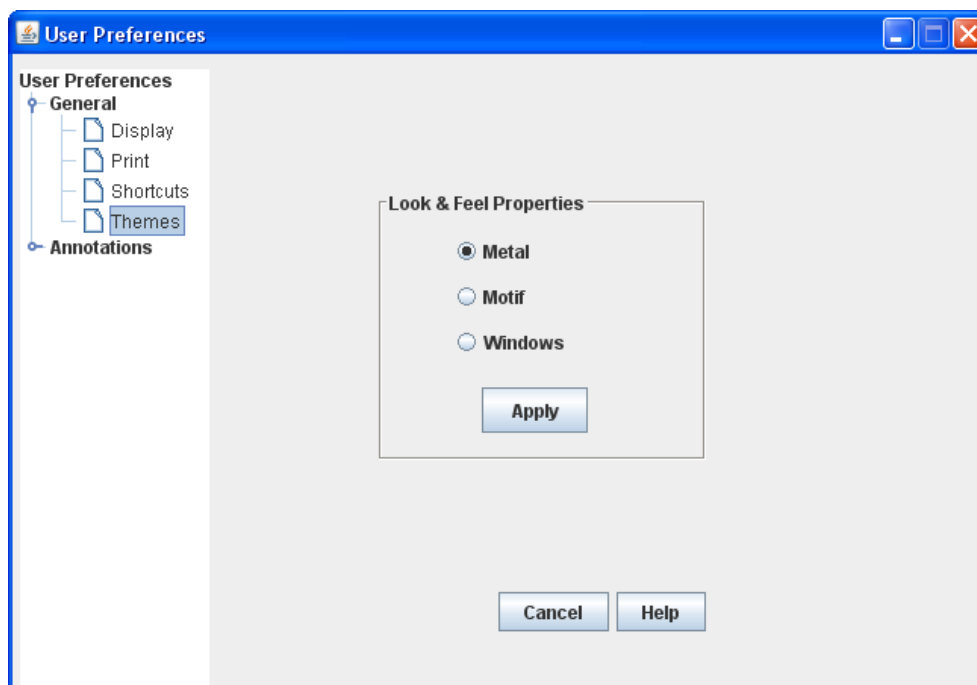 User Preferences
User Preferences
General
Display
Print
Shortcuts
Themes
Annotations
Look & Feel Properties
Metal
Motif
Windows
Apply
Cancel
Help